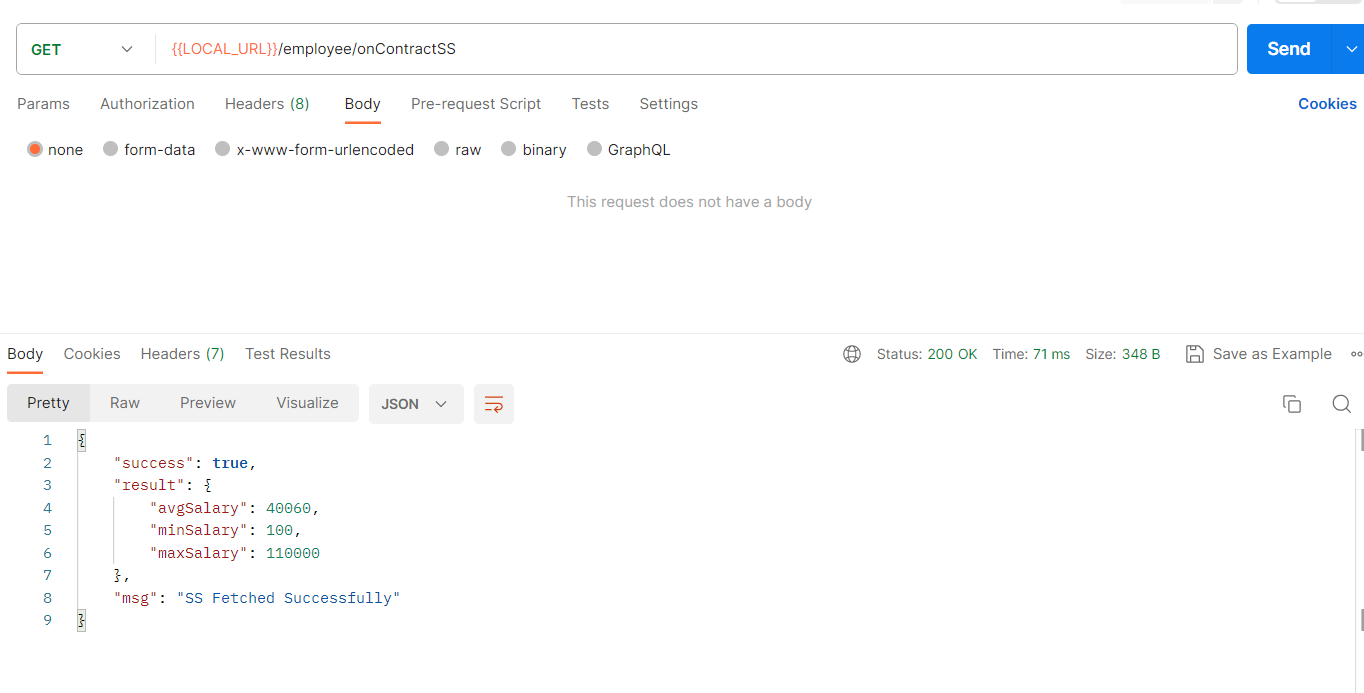 GET {{LOCAL_URL}}/employee/onContractSS Send
Params Authorization Headers (8) Body Pre-request Script Tests Settings Cookies
none form-data x-www-form-urlencoded raw binary GraphQL
This request does not have a body
Body Cookies Headers (7) Test Results Status: 200 OK Time: 71 ms Size: 348 B Save as Example
Pretty Raw Preview Visualize JSON
1 {
2 "success": true,
3 "result": {
4 "avgSalary": 40060,
5 "minSalary": 100,
6 "maxSalary": 110000
7 },
8 "msg": "SS Fetched Successfully"
9 }